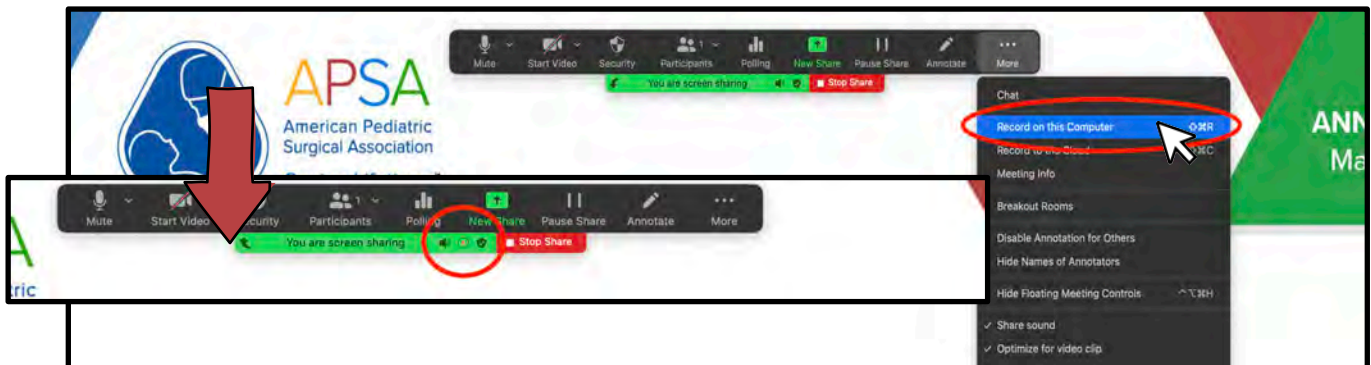 APSA
American Pediatric
Surgical Association
Mute Start Video Security Participants 1 Polling New Share Pause Share Annotate More
You are screen sharing Stop Share
Chat
Record on this Computer ⇧⌘R
Record to the Cloud ⌘C
Meeting Info
Breakout Rooms
Disable Annotation for Others
Hide Names of Annotators
Hide Floating Meeting Controls ^⌥⌘H
✓ Share sound
✓ Optimize for video clip
ANN
Ma
A
tric
Mute Start Video curity Participants 1 Polling New Share Pause Share Annotate More
You are screen sharing Stop Share